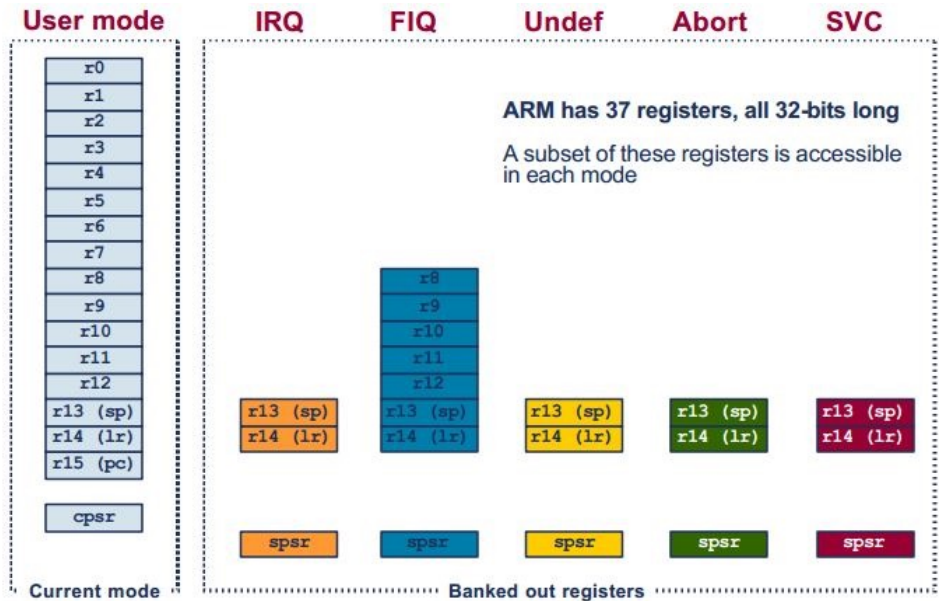 User mode
IRQ
FIQ
Undef
Abort
SVC
r0
r1
r2
r3
r4
r5
r6
r7
r8
r9
r10
r11
r12
r13 (sp)
r14 (lr)
r15 (pc)
cpsr
Current mode
ARM has 37 registers, all 32-bits long
A subset of these registers is accessible
in each mode
r13 (sp)
r14 (lr)
spsr
r8
r9
r10
r11
r12
r13 (sp)
r14 (lr)
spsr
r13 (sp)
r14 (lr)
spsr
r13 (sp)
r14 (lr)
spsr
r13 (sp)
r14 (lr)
spsr
Banked out registers